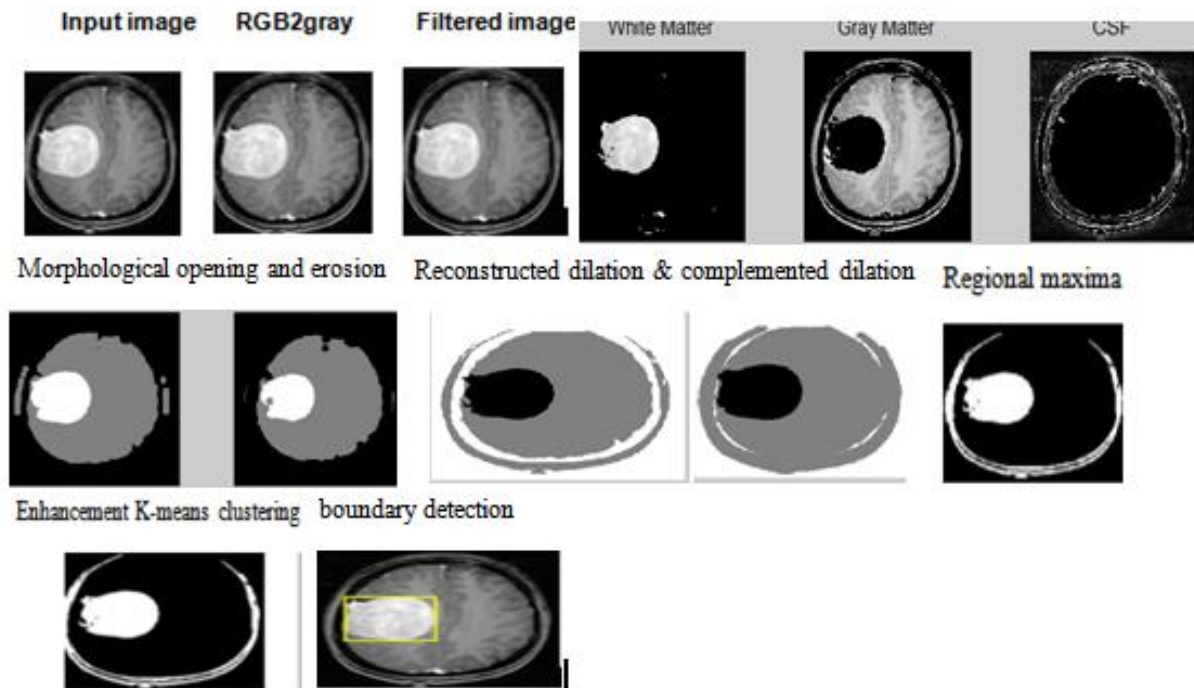 Input image RGB2gray Filtered image White Matter Gray Matter CSF
Morphological opening and erosion Reconstructed dilation & complemented dilation Regional maxima
Enhancement K-means clustering boundary detection